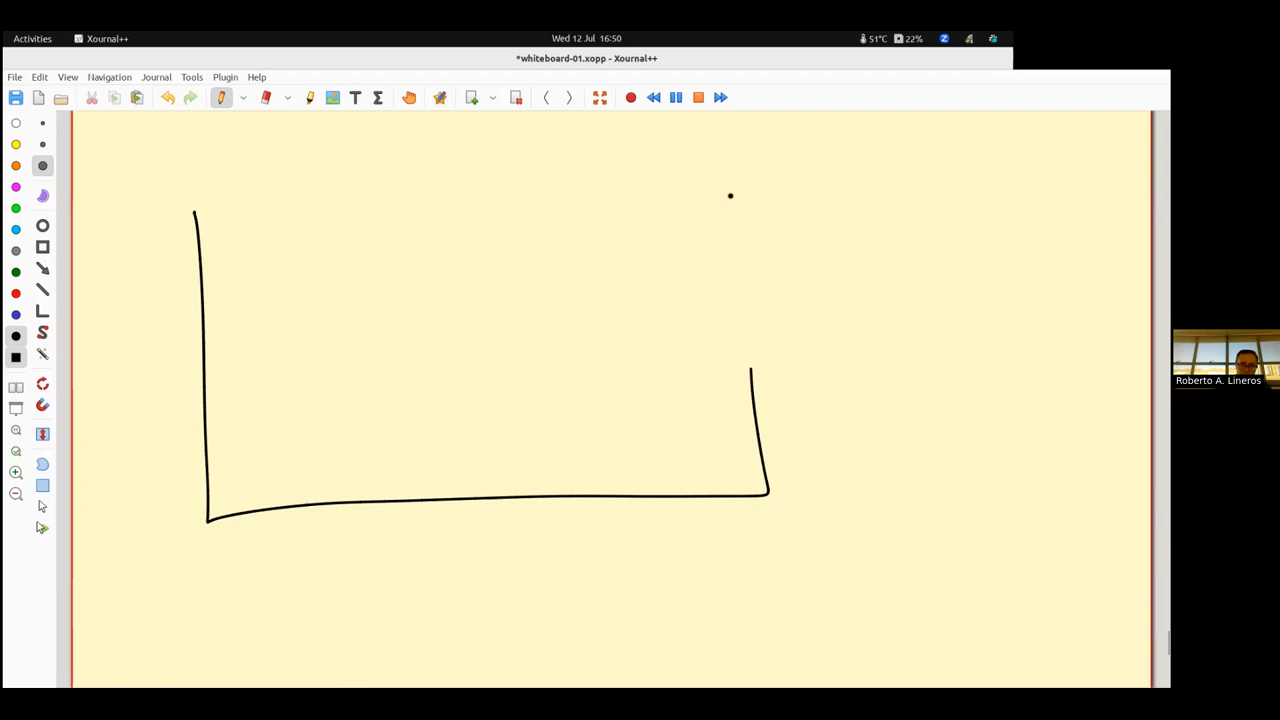 Activities Xournal++ Wed 12 Jul 16:50 51°C 22%
*whiteboard-01.xopp - Xournal++
File Edit View Navigation Journal Tools Plugin Help
Roberto A. Lineros